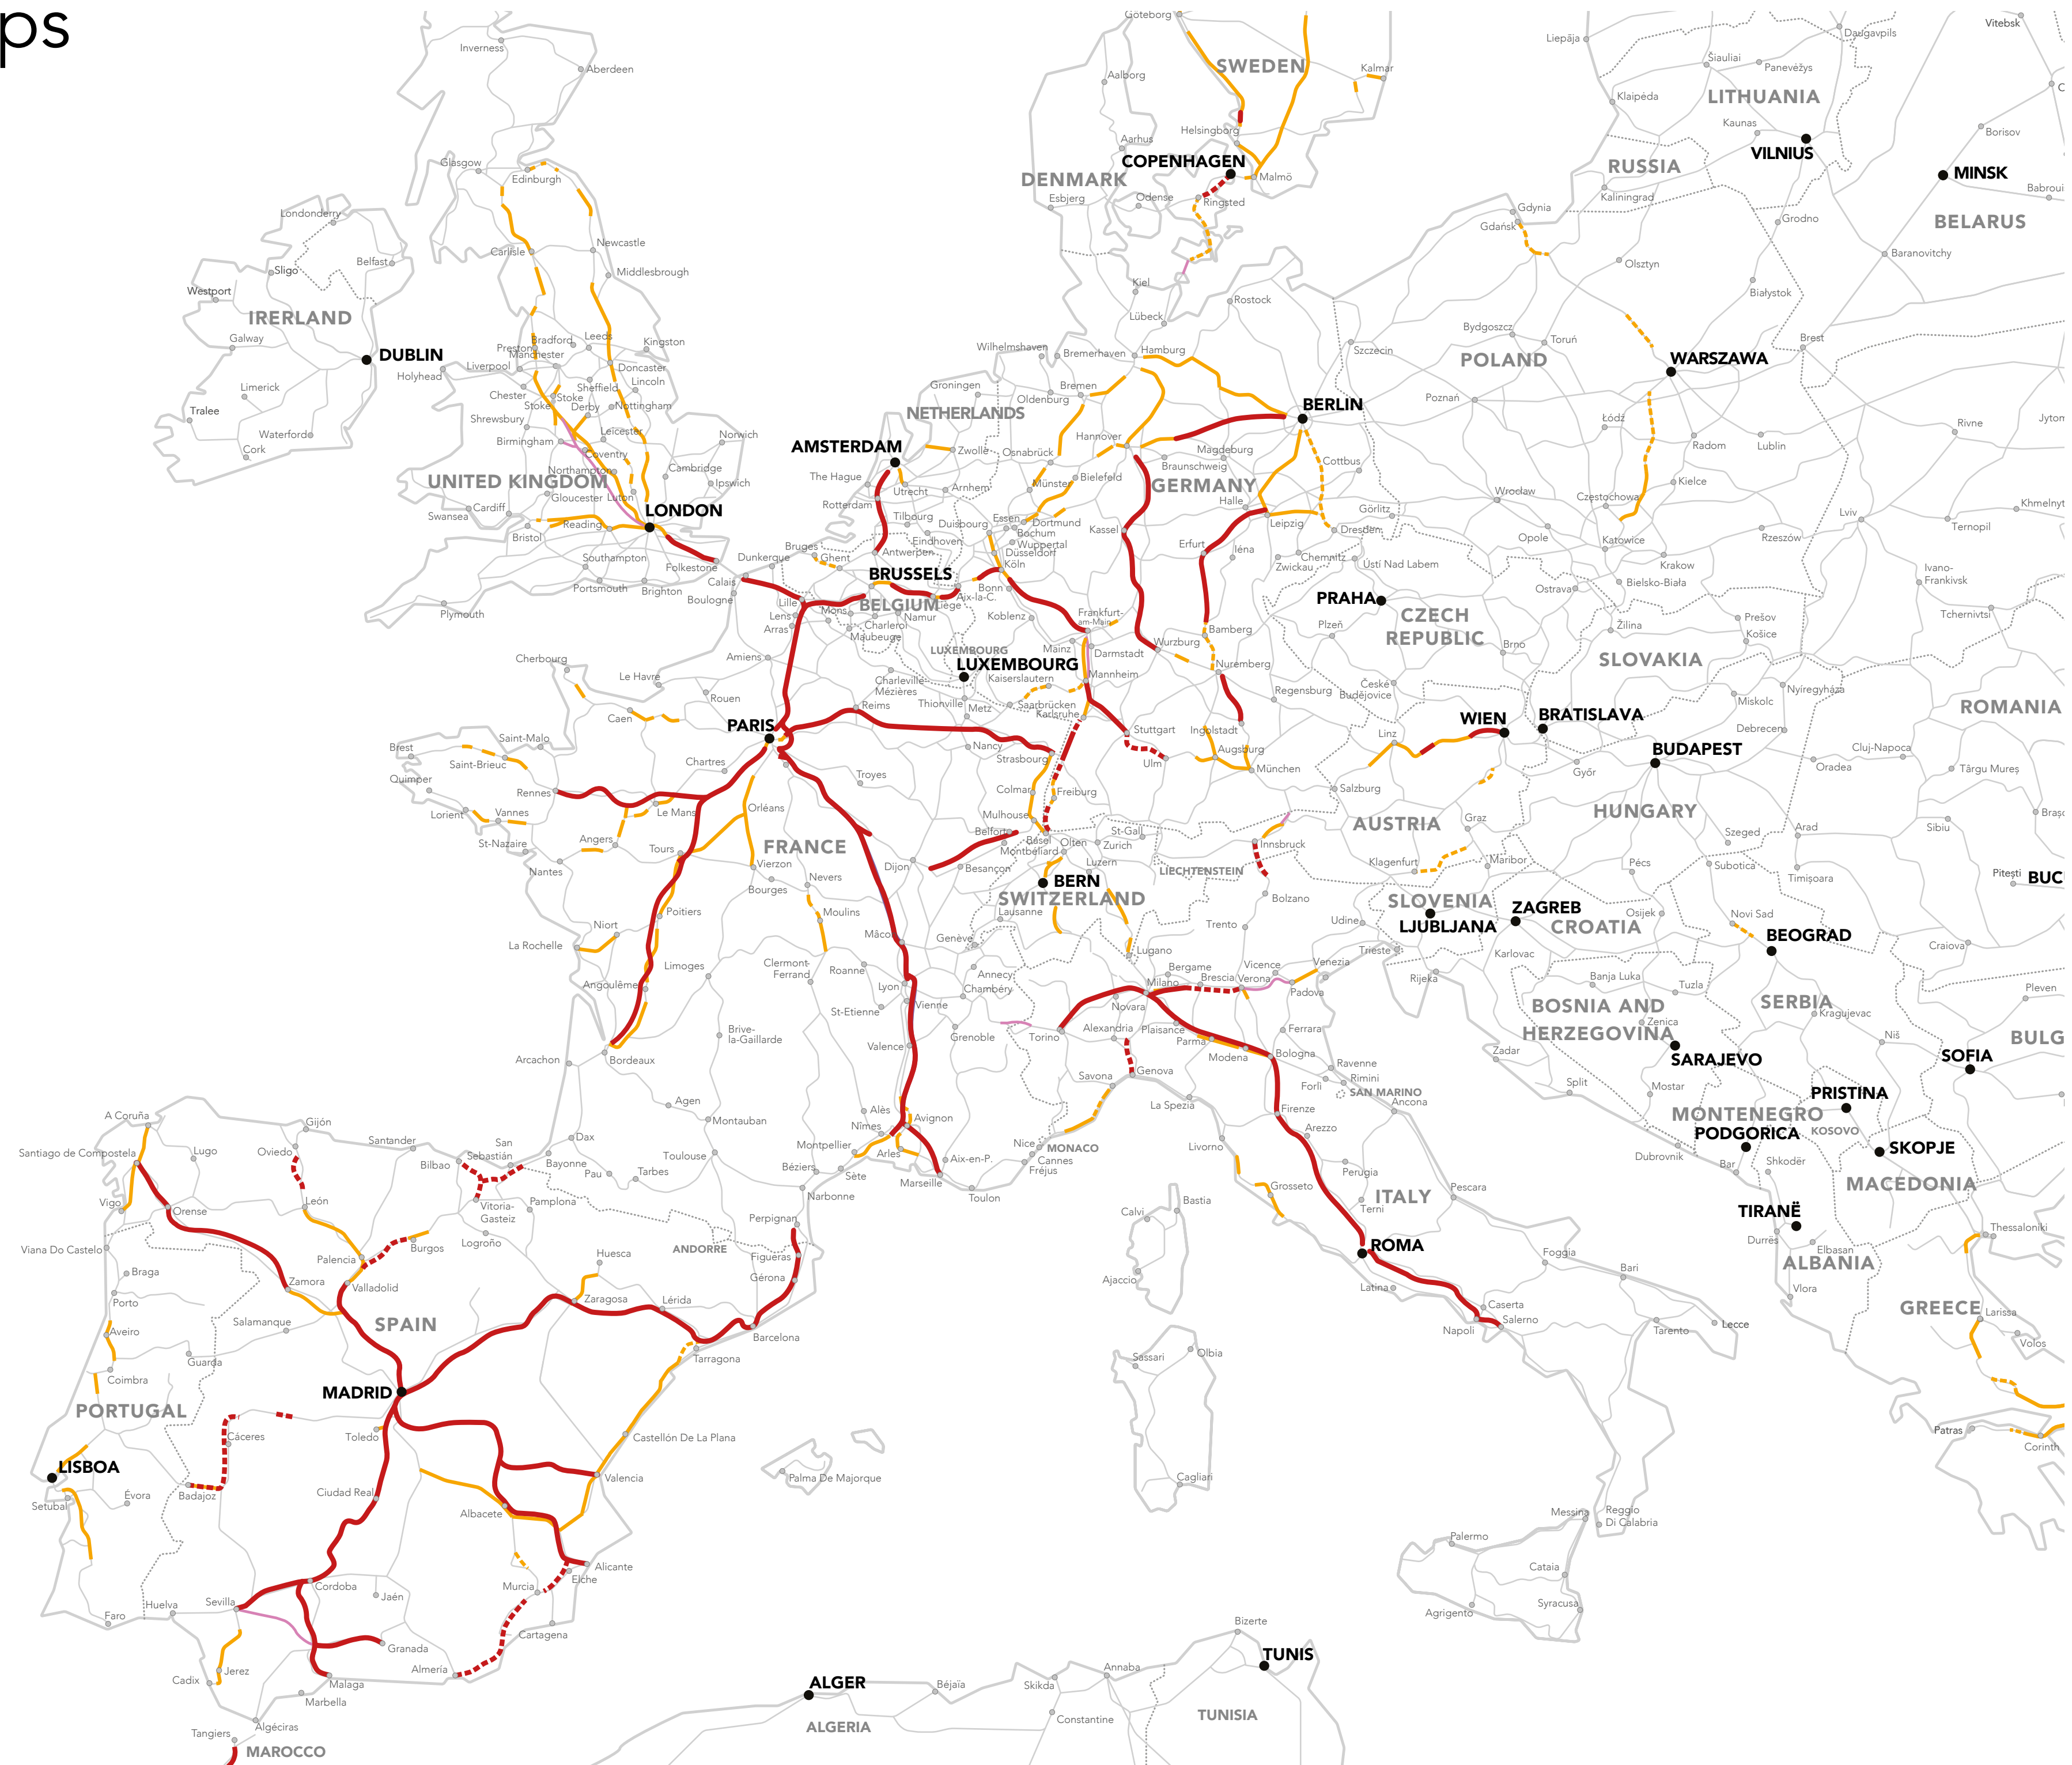 ps
Göteborg
Vitebsk
Inverness
Aberdeen
SWEDEN
Kalmar
Liepāja
Daugavpils
Aalborg
Šiauliai
Panevėžys
Klaipéda
LITHUANIA
Helsingborg
Aarhus
Kaunas
VILNIUS
Borisov
Glasgow
Edinburgh
COPENHAGEN
Malmö
DENMARK
RUSSIA
MINSK
Kaliningrad
Babroui
Esbjerg
Odense
Ringsted
Londonderry
Gdynia
Gdańsk
Grodno
BELARUS
Carlisle
Newcastle
Belfast
Sligo
Middlesbrough
Olsztyn
Baranovitchy
Westport
Kiel
Białystok
IRERLAND
Rostock
Lübeck
Galway
DUBLIN
Holyhead
Preston
Bradford
Leeds
Kingston
Manchester
Liverpool
Doncaster
Wilhelmshaven
Bremerhaven
Hamburg
Szczecin
Bydgoszcz
Toruń
POLAND
WARSZAWA
Brest
Limerick
Chester
Sheffield
Lincoln
Stoke
Stoke
Derby
Nottingham
Groningen
Oldenburg
Bremen
NETHERLANDS
BERLIN
Poznań
Tralee
Shrewsbury
Leicester
Waterford
Cork
Birmingham
Coventry
Norwich
AMSTERDAM
Zwolle
Osnabrück
Hannover
Magdeburg
Braunschweig
Łódź
Radom
Lublin
Rivne
Jytom
Northampton
Cambridge
UNITED KINGDOM
Ipswich
Gloucester
Luton
The Hague
Utrecht
Arnhem
Münster
Bielefeld
GERMANY
Cottbus
Halle
Wrocław
Częstochowa
Kielce
Swansea
Cardiff
LONDON
Reading
Bristol
Rotterdam
Tilbourg
Duisbourg
Essen
Dortmund
Bochum
Wuppertal
Kassel
Leipzig
Görlitz
Dresden
Lviv
Khmelnyt
Ternopil
Southampton
Folkestone
Bruges
Ghent
Dunkerque
Eindhoven
Antwerpen
Düsseldorf
Köln
Erfurt
Iéna
Chemnitz
Zwickau
Ústí Nad Labem
Opole
Katowice
Krakow
Rzeszów
Portsmouth
Brighton
Calais
Boulogne
BRUSSELS
Aix-la-C.
Bonn
Liège
PRAHA
Ostrava
Bielsko-Biała
Ivano-
Frankivsk
Plymouth
Lille
Lens
Arras
Mons
BELGIUM
Namur
Charleroi
Maubeuge
Koblenz
Frankfurt-
am-Main
CZECH
REPUBLIC
Tchernivtsi
Plzeň
Bamberg
Wurzburg
Žilina
Prešov
Košice
Amiens
LUXEMBOURG
LUXEMBOURG
Mainz
Darmstadt
Mannheim
Nuremberg
Brno
SLOVAKIA
Cherbourg
Le Havre
Rouen
Charleville-
Mézières
Kaiserslautern
Thionville
Metz
Saarbrücken
Karlsruhe
Regensburg
České
Budějovice
Miskolc
Nyíregyháza
ROMANIA
Caen
Reims
PARIS
WIEN
BRATISLAVA
Debrecen
Brest
Saint-Malo
Saint-Brieuc
Nancy
Strasbourg
Stuttgart
Ingolstadt
Augsburg
Linz
BUDAPEST
Cluj-Napoca
Quimper
Chartres
Troyes
Ulm
München
Győr
Oradea
Târgu Mureș
Rennes
Le Mans
Orléans
Colmar
Freiburg
Salzburg
Lorient
Vannes
Angers
Mulhouse
AUSTRIA
Graz
HUNGARY
Brașo
St-Nazaire
Tours
FRANCE
Belfort
Montbéliard
Basel
Olten
St-Gall
Zurich
Innsbruck
Szeged
Arad
Sibiu
Nantes
Vierzon
Bourges
Dijon
Besançon
Luzern
LIECHTENSTEIN
Klagenfurt
Maribor
Pécs
Subotica
Timișoara
Pitești
BUC
Nevers
BERN
SWITZERLAND
Bolzano
SLOVENIA
LJUBLJANA
ZAGREB
CROATIA
Osijek
Novi Sad
Poitiers
Moulins
Lausanne
Trento
Udine
Niort
La Rochelle
Mâcon
Genève
Lugano
Trieste
Karlovac
BEOGRAD
Craiova
Limoges
Clermont-
Ferrand
Roanne
Annecy
Bergame
Milano
Brescia
Verona
Vicence
Venezia
Padova
Rijeka
Banja Luka
Tuzla
Angoulême
Lyon
Chambéry
Novara
Pleven
St-Etienne
Vienne
BOSNIA AND
HERZEGOVINA
SERBIA
Kragujevac
Brive-
la-Gaillarde
Grenoble
Torino
Alexandria
Plaisance
Parma
Ferrara
Zenica
Niš
BULG
Bordeaux
Arcachon
Valence
Modena
Bologna
Zadar
SARAJEVO
SOFIA
Savona
Genova
Ravenne
Forli
Rimini
SAN MARINO
Split
Mostar
PRISTINA
Agen
Montauban
Alès
Avignon
Nîmes
La Spezia
Firenze
Ancona
MONTENEGRO
KOSOVO
PODGORICA
A Coruña
Gijón
Santander
San
Sebastián
Dax
Montpellier
Arles
Nice
MONACO
Cannes
Fréjus
Livorno
Arezzo
Dubrovnik
SKOPJE
Santiago de Compostela
Lugo
Oviedo
Bilbao
Bayonne
Pau
Tarbes
Toulouse
Béziers
Sète
Aix-en-P.
Marseille
Toulon
Perugia
Bar
Shkodër
MACEDONIA
Vigo
Orense
León
Vitoria-
Gasteiz
Pamplona
Narbonne
Bastia
Calvi
Grosseto
Terni
ITALY
Pescara
TIRANË
Durrës
Elbasan
Thessaloniki
Viana Do Castelo
Palencia
Burgos
Logroño
Huesca
ANDORRE
Perpignan
Figueras
ROMA
Foggia
Bari
ALBANIA
Braga
Zamora
Valladolid
Gérona
Ajaccio
Latina
Vlora
Porto
Zaragosa
Lérida
Caserta
Napoli
Salerno
Tarento
Lecce
GREECE
Larissa
Volos
Salamanque
SPAIN
Barcelona
Aveiro
Guarda
Tarragona
Sassari
Olbia
Coimbra
MADRID
PORTUGAL
Toledo
Cáceres
Castellón De La Plana
Patras
Corinth
LISBOA
Setubal
Évora
Badajoz
Ciudad Real
Valencia
Palma De Majorque
Cagliari
Albacete
Messina
Reggio
Di Calabria
Palermo
Alicante
Elche
Cataia
Murcia
Cordoba
Jaén
Huelva
Sevilla
Agrigento
Syracusa
Faro
Cartagena
Granada
Bizerte
Jerez
Almería
TUNIS
Cadix
Malaga
Marbella
ALGER
Béjaïa
Skikda
Annaba
Algéciras
Tangiers
ALGERIA
Constantine
TUNISIA
MAROCCO